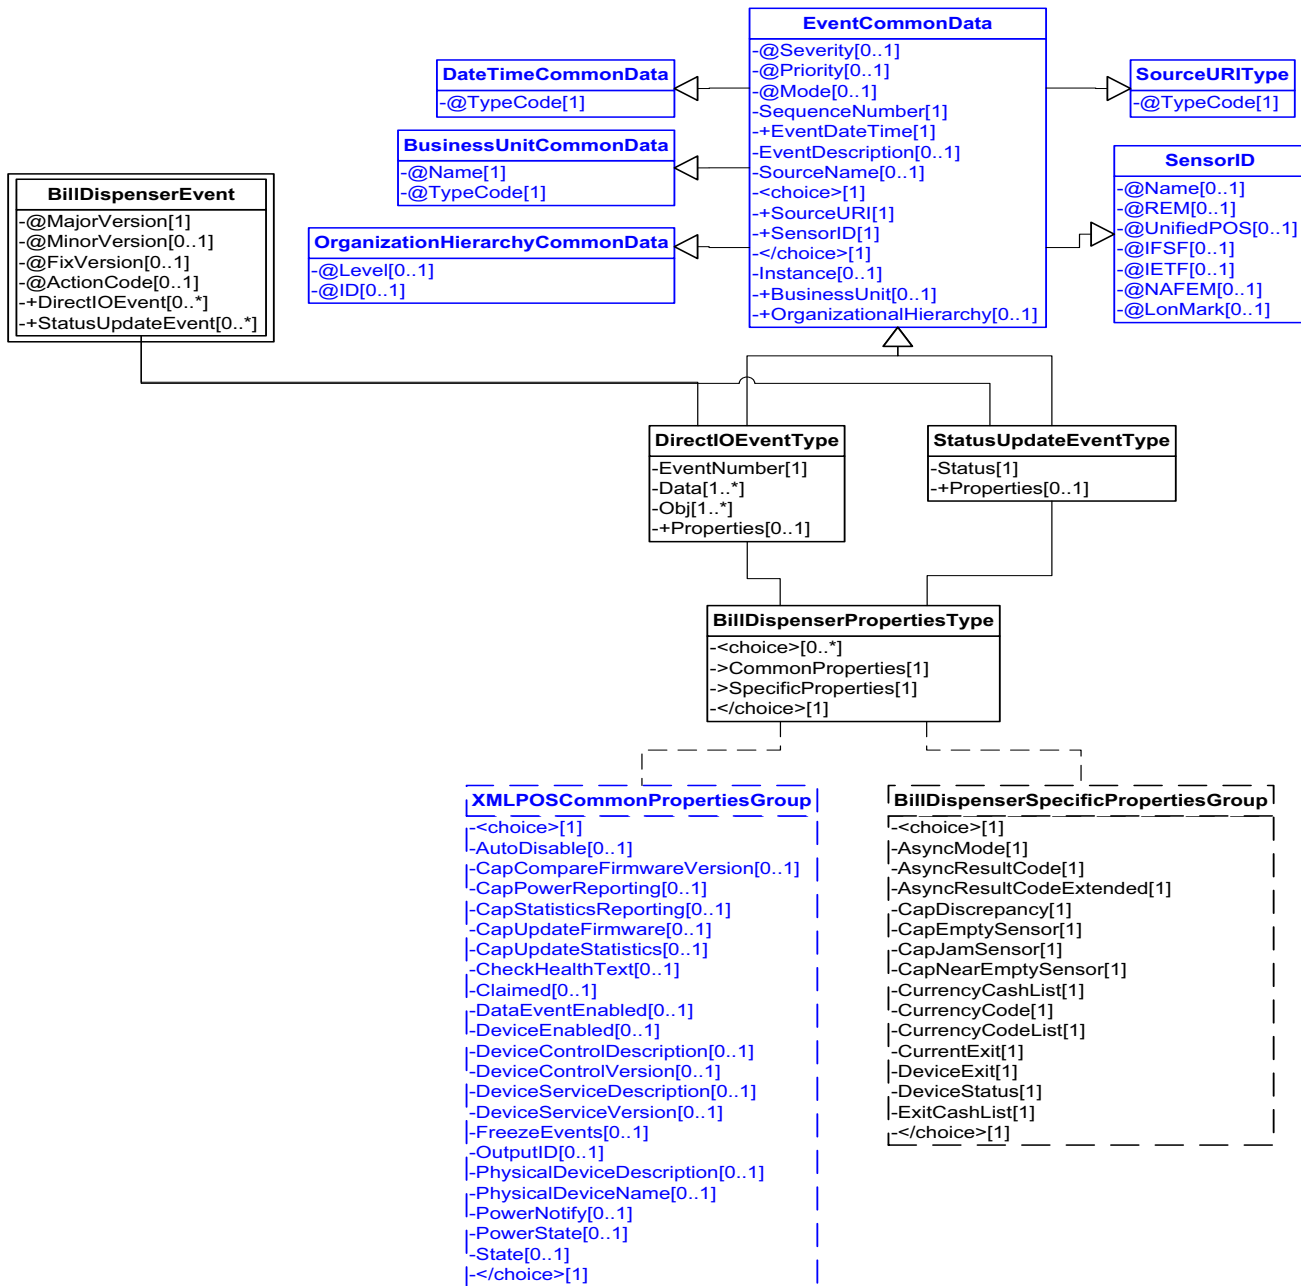 EventCommonData
-@Severity[0..1]
-@Priority[0..1]
-@Mode[0..1]
-SequenceNumber[1]
-+EventDateTime[1]
-EventDescription[0..1]
-SourceName[0..1]
-<choice>[1]
-+SourceURI[1]
-+SensorID[1]
-</choice>[1]
-Instance[0..1]
-+BusinessUnit[0..1]
-+OrganizationalHierarchy[0..1]
DateTimeCommonData
-@TypeCode[1]
SourceURIType
-@TypeCode[1]
BusinessUnitCommonData
-@Name[1]
-@TypeCode[1]
SensorID
-@Name[0..1]
-@REM[0..1]
-@UnifiedPOS[0..1]
-@IFSF[0..1]
-@IETF[0..1]
-@NAFEM[0..1]
-@LonMark[0..1]
BillDispenserEvent
-@MajorVersion[1]
-@MinorVersion[0..1]
-@FixVersion[0..1]
-@ActionCode[0..1]
-+DirectIOEvent[0..*]
-+StatusUpdateEvent[0..*]
OrganizationHierarchyCommonData
-@Level[0..1]
-@ID[0..1]
DirectIOEventType
-EventNumber[1]
-Data[1..*]
-Obj[1..*]
-+Properties[0..1]
StatusUpdateEventType
-Status[1]
-+Properties[0..1]
BillDispenserPropertiesType
-<choice>[0..*]
->CommonProperties[1]
->SpecificProperties[1]
-</choice>[1]
XMLPOSCommonPropertiesGroup
-<choice>[1]
-AutoDisable[0..1]
-CapCompareFirmwareVersion[0..1]
-CapPowerReporting[0..1]
-CapStatisticsReporting[0..1]
-CapUpdateFirmware[0..1]
-CapUpdateStatistics[0..1]
-CheckHealthText[0..1]
-Claimed[0..1]
-DataEventEnabled[0..1]
-DeviceEnabled[0..1]
-DeviceControlDescription[0..1]
-DeviceControlVersion[0..1]
-DeviceServiceDescription[0..1]
-DeviceServiceVersion[0..1]
-FreezeEvents[0..1]
-OutputID[0..1]
-PhysicalDeviceDescription[0..1]
-PhysicalDeviceName[0..1]
-PowerNotify[0..1]
-PowerState[0..1]
-State[0..1]
-</choice>[1]
BillDispenserSpecificPropertiesGroup
-<choice>[1]
-AsyncMode[1]
-AsyncResultCode[1]
-AsyncResultCodeExtended[1]
-CapDiscrepancy[1]
-CapEmptySensor[1]
-CapJamSensor[1]
-CapNearEmptySensor[1]
-CurrencyCashList[1]
-CurrencyCode[1]
-CurrencyCodeList[1]
-CurrentExit[1]
-DeviceExit[1]
-DeviceStatus[1]
-ExitCashList[1]
-</choice>[1]